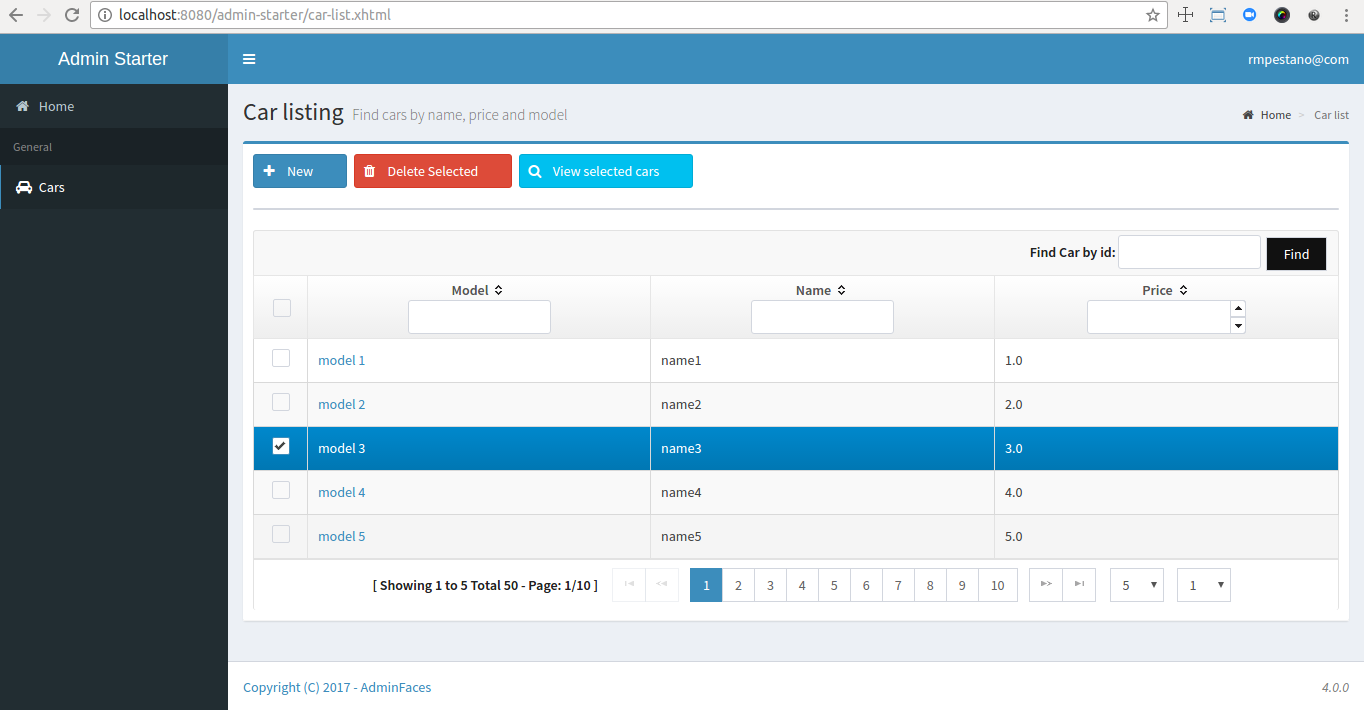 localhost:8080/admin-starter/car-list.xhtml
Admin Starter
rmpestano@com
Home
General
Cars
Car listing Find cars by name, price and model
Home > Car list
New Delete Selected View selected cars
Find Car by id: Find
Model Name Price
model 1 name1 1.0
model 2 name2 2.0
model 3 name3 3.0
model 4 name4 4.0
model 5 name5 5.0
[ Showing 1 to 5 Total 50 - Page: 1/10 ] 1 2 3 4 5 6 7 8 9 10 5 1
Copyright (C) 2017 - AdminFaces 4.0.0